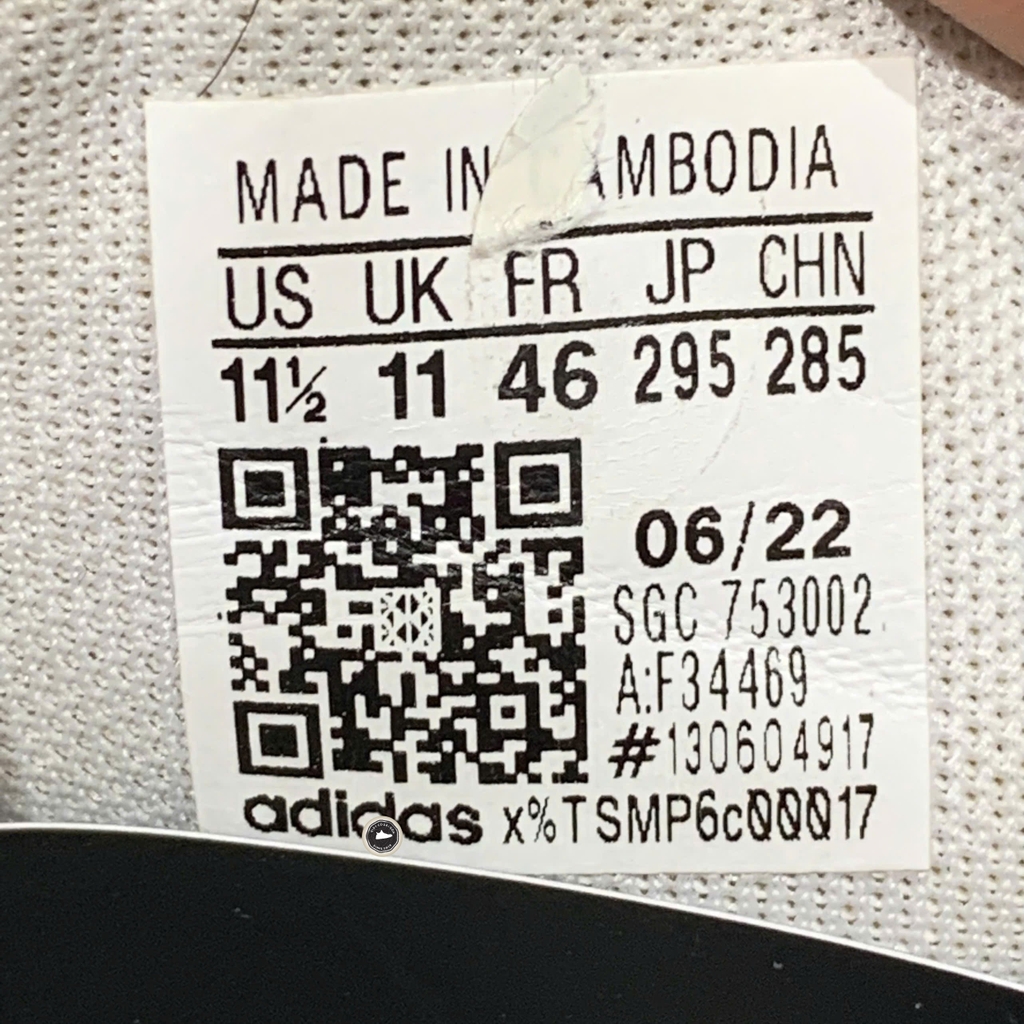 MADE IN CAMBODIA
US UK FR JP CHN
11½ 11 46 295 285
06/22
SGC 753002
A:F34469
#130604917
adidas x%TSMP6c00017